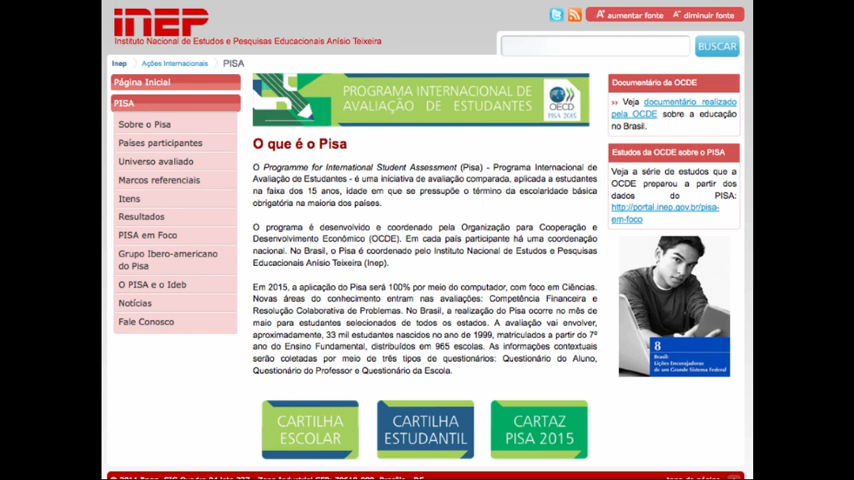 INEP
Instituto Nacional de Estudos e Pesquisas Educacionais Anísio Teixeira
A aumentar fonte A diminuir fonte
BUSCAR
Inep Ações Internacionais PISA
Página Inicial
PISA
Sobre o Pisa
Países participantes
Universo avaliado
Marcos referenciais
Itens
Resultados
PISA em Foco
Grupo Ibero-americano
do Pisa
O PISA e o Ideb
Notícias
Fale Conosco
PROGRAMA INTERNACIONAL
DE AVALIAÇÃO DE ESTUDANTES
OECD
PISA 2015
O que é o Pisa
O Programme for International Student Assessment (Pisa) - Programa Internacional de
Avaliação de Estudantes - é uma iniciativa de avaliação comparada, aplicada a estudantes
na faixa dos 15 anos, idade em que se pressupõe o término da escolaridade básica
obrigatória na maioria dos países.
O programa é desenvolvido e coordenado pela Organização para Cooperação e
Desenvolvimento Econômico (OCDE). Em cada país participante há uma coordenação
nacional. No Brasil, o Pisa é coordenado pelo Instituto Nacional de Estudos e Pesquisas
Educacionais Anísio Teixeira (Inep).
Em 2015, a aplicação do Pisa será 100% por meio do computador, com foco em Ciências.
Novas áreas do conhecimento entram nas avaliações: Competência Financeira e
Resolução Colaborativa de Problemas. No Brasil, a realização do Pisa ocorre no mês de
maio para estudantes selecionados de todos os estados. A avaliação vai envolver,
aproximadamente, 33 mil estudantes nascidos no ano de 1999, matriculados a partir do 7º
ano do Ensino Fundamental, distribuídos em 965 escolas. As informações contextuais
serão coletadas por meio de três tipos de questionários: Questionário do Aluno,
Questionário do Professor e Questionário da Escola.
CARTILHA
ESCOLAR
CARTILHA
ESTUDANTIL
CARTAZ
PISA 2015
Documentário da OCDE
›› Veja documentário realizado
pela OCDE sobre a educação
no Brasil.
Estudos da OCDE sobre o PISA
Veja a série de estudos que a
OCDE preparou a partir dos
dados do PISA:
http://portal.inep.gov.br/pisa-
em-foco
8
Brasil:
Lições Encorajadoras
de um Grande Sistema Federal